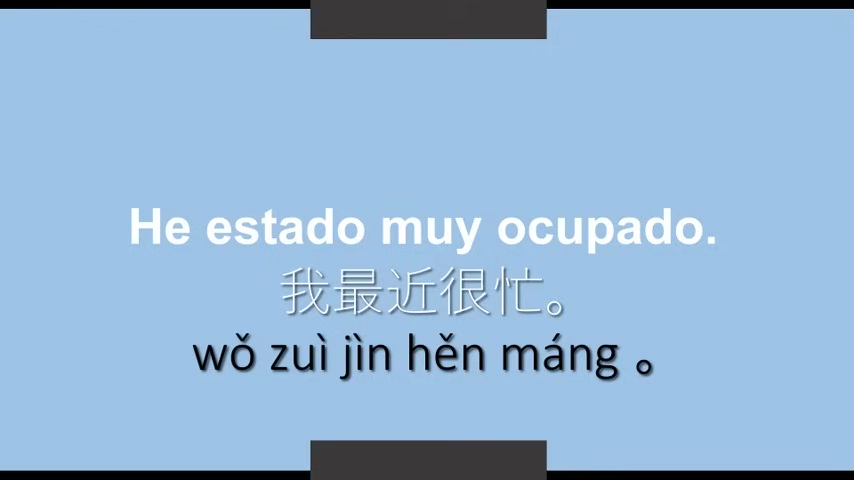 He estado muy ocupado.
我最近很忙。
wǒ zuì jìn hěn máng 。